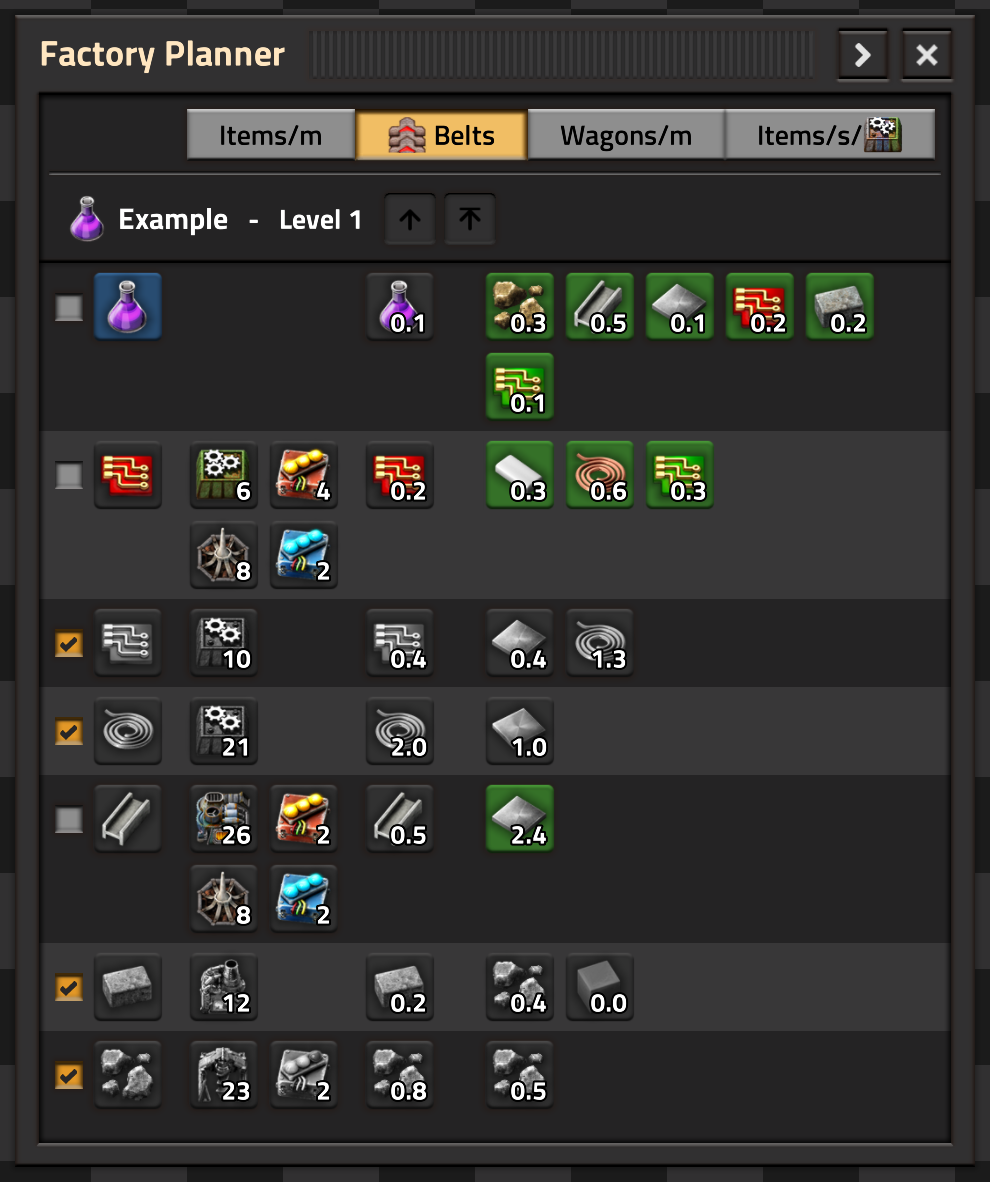 Factory Planner
Items/m Belts Wagons/m Items/s/
Example - Level 1
0.1 0.3 0.5 0.1 0.2 0.2
0.1
6 4 0.2 0.3 0.6 0.3
8 2
10 0.4 0.4 1.3
21 2.0 1.0
26 2 0.5 2.4
8 2
12 0.2 0.4 0.0
23 2 0.8 0.5